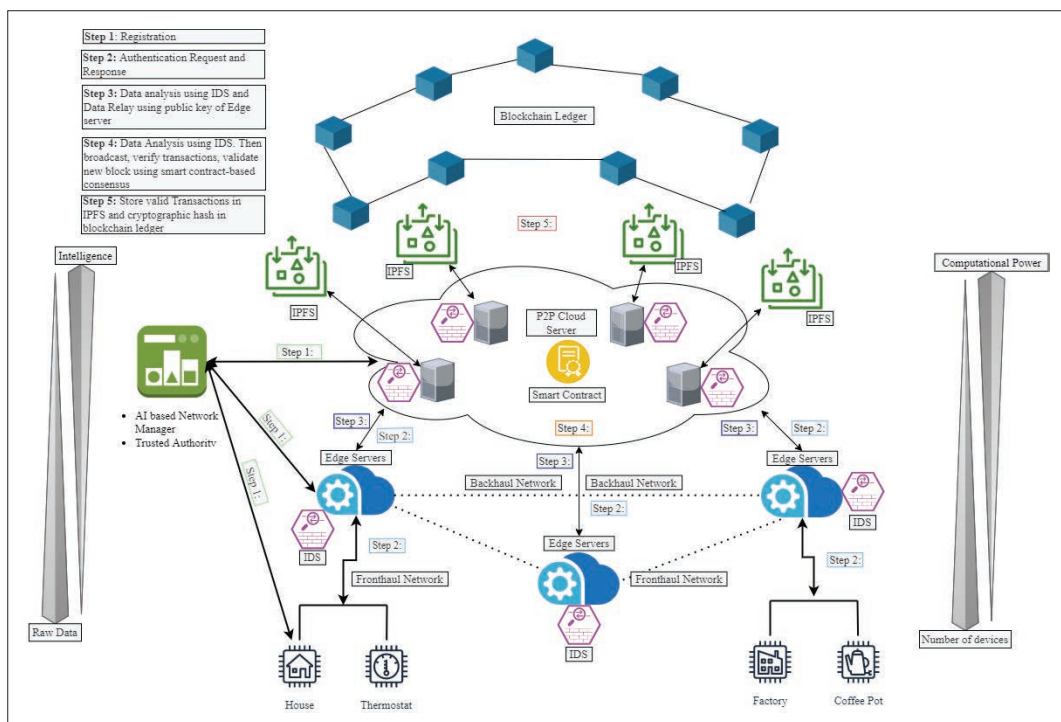 Step 1: Registration
Step 2: Authentication Request and
Response
Step 3: Data analysis using IDS and
Data Relay using public key of Edge
server
Step 4: Data Analysis using IDS. Then
broadcast, verify transactions, validate
new block using smart contract-based
consensus
Step 5: Store valid Transactions in
IPFS and cryptographic hash in
blockchain ledger
Blockchain Ledger
Intelligence
Computational Power
Step 5:
IPFS
IPFS
IPFS
IPFS
P2P Cloud
Server
Smart Contract
Step 1:
• AI based Network
Manager
• Trusted Authority
Step 1:
Step 1:
Step 3:
Step 2:
Step 4:
Step 3:
Step 2:
Edge Servers
Step 3:
Edge Servers
Backhaul Network
Backhaul Network
Step 2:
IDS
IDS
Step 2:
Edge Servers
Step 2:
Fronthaul Network
Fronthaul Network
IDS
Raw Data
Number of devices
House
Thermostat
Factory
Coffee Pot